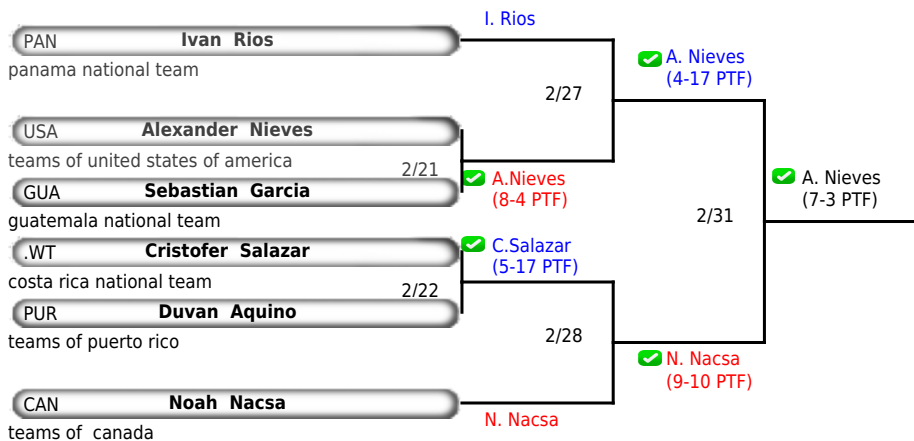 I. Rios
PAN Ivan Rios
panama national team
A. Nieves
(4-17 PTF)
2/27
USA Alexander Nieves
teams of united states of america
2/21
A.Nieves
(8-4 PTF)
GUA Sebastian Garcia
guatemala national team
A. Nieves
(7-3 PTF)
2/31
.WT Cristofer Salazar
costa rica national team
C.Salazar
(5-17 PTF)
2/22
PUR Duvan Aquino
teams of puerto rico
2/28
N. Nacsa
(9-10 PTF)
CAN Noah Nacsa
teams of canada
N. Nacsa